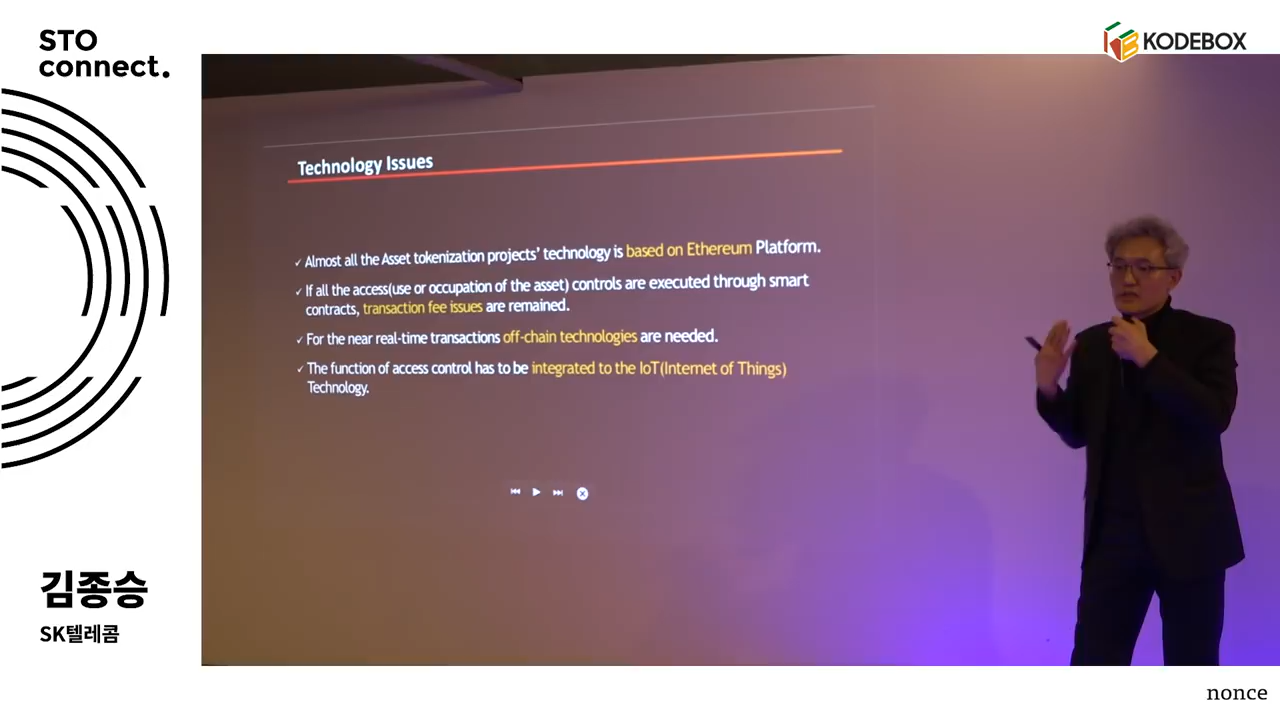 STO
connect.
KODEBOX
Technology Issues
✓ Almost all the Asset tokenization projects' technology is based on Ethereum Platform.
✓ If all the access(use or occupation of the asset) controls are executed through smart
contracts, transaction fee issues are remained.
✓ For the near real-time transactions off-chain technologies are needed.
✓ The function of access control has to be integrated to the IoT(Internet of Things)
Technology.
김종승
SK텔레콤
nonce